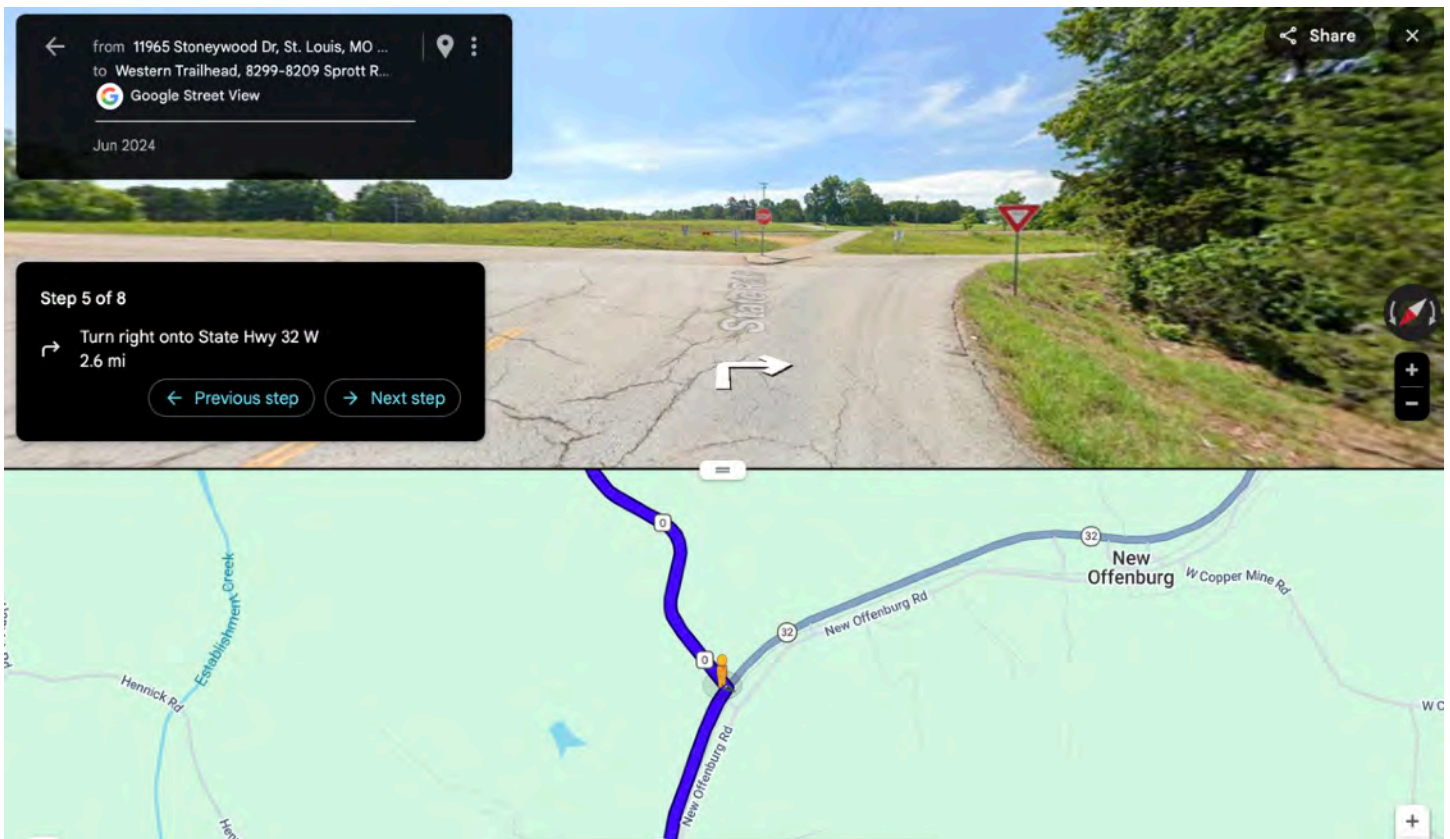 from 11965 Stoneywood Dr, St. Louis, MO ...
to Western Trailhead, 8299-8209 Sprott R...
Google Street View
Jun 2024
Share
STOP
Step 5 of 8
Turn right onto State Hwy 32 W
2.6 mi
Previous step
Next step
+
−
0
32
New
Offenburg
W Copper Mine Rd
Establishment Creek
New Offenburg Rd
32
0
Hennick Rd
W C
New Offenburg Rd
Hen
+